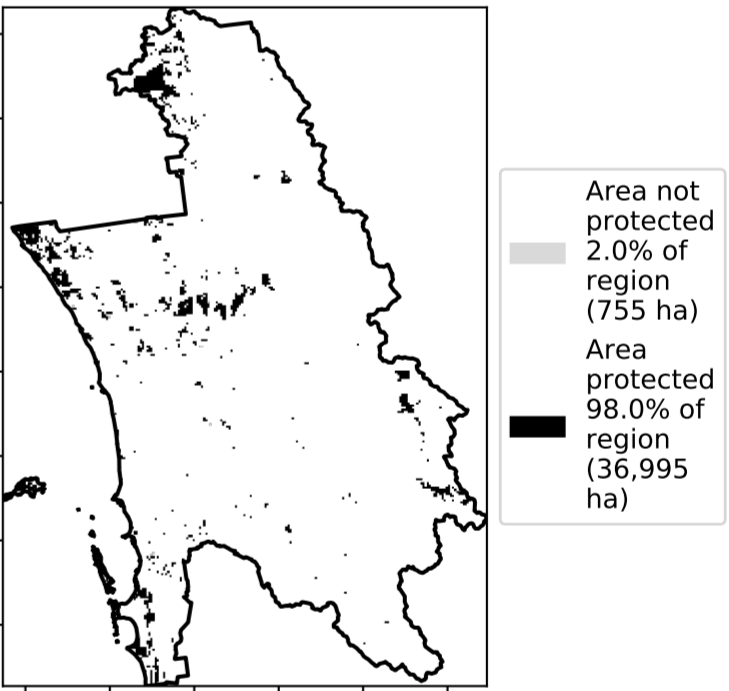 Area not
protected
2.0% of
region
(755 ha)
Area
protected
98.0% of
region
(36,995
ha)